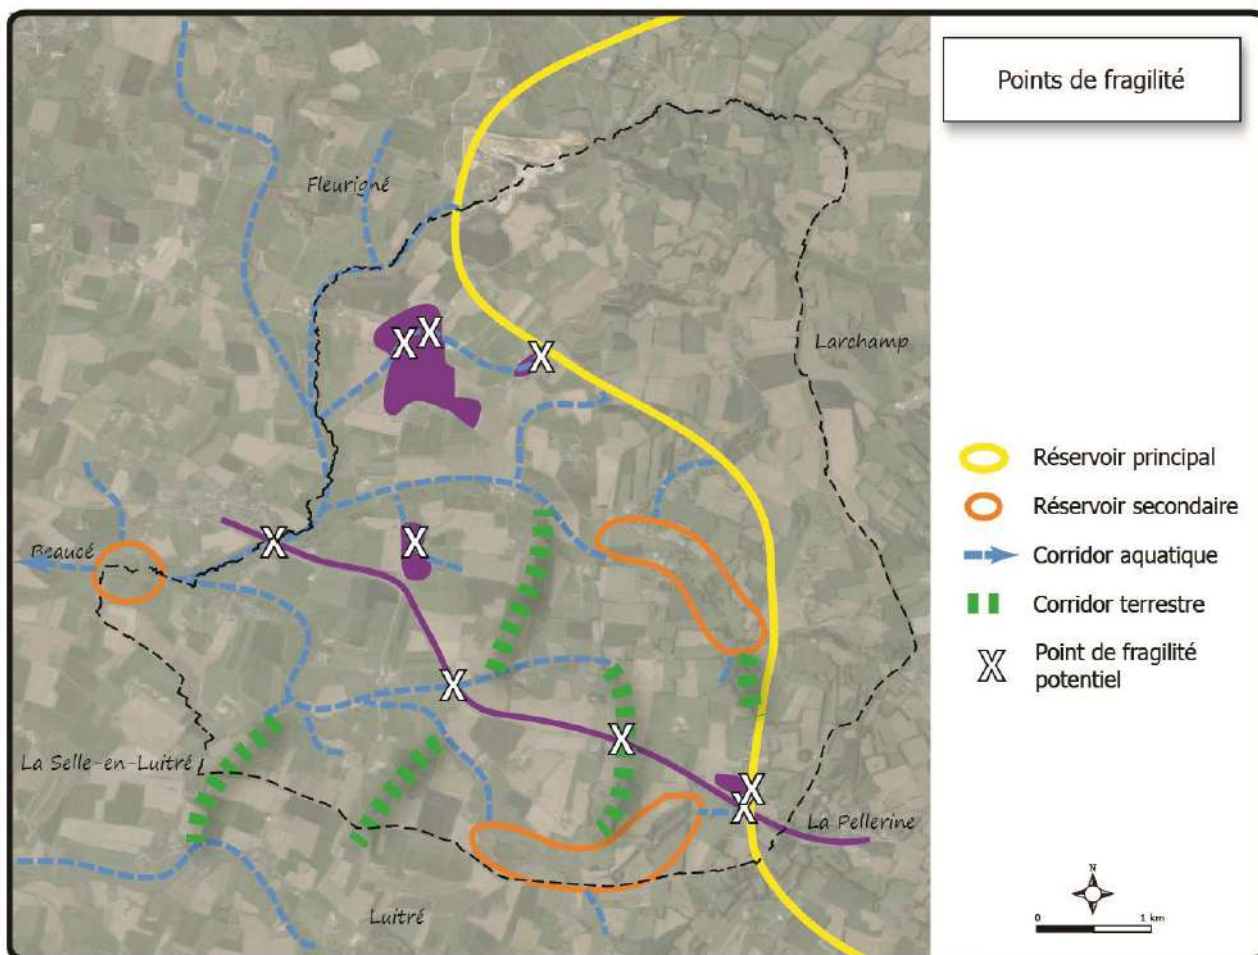 Points de fragilité
Fleurigné
Larchamp
Réservoir principal
Réservoir secondaire
Beaucé
Corridor aquatique
Corridor terrestre
X
Point de fragilité
potentiel
La Selle-en-Luitré
La Pellerine
Luitré
N
0 1 km